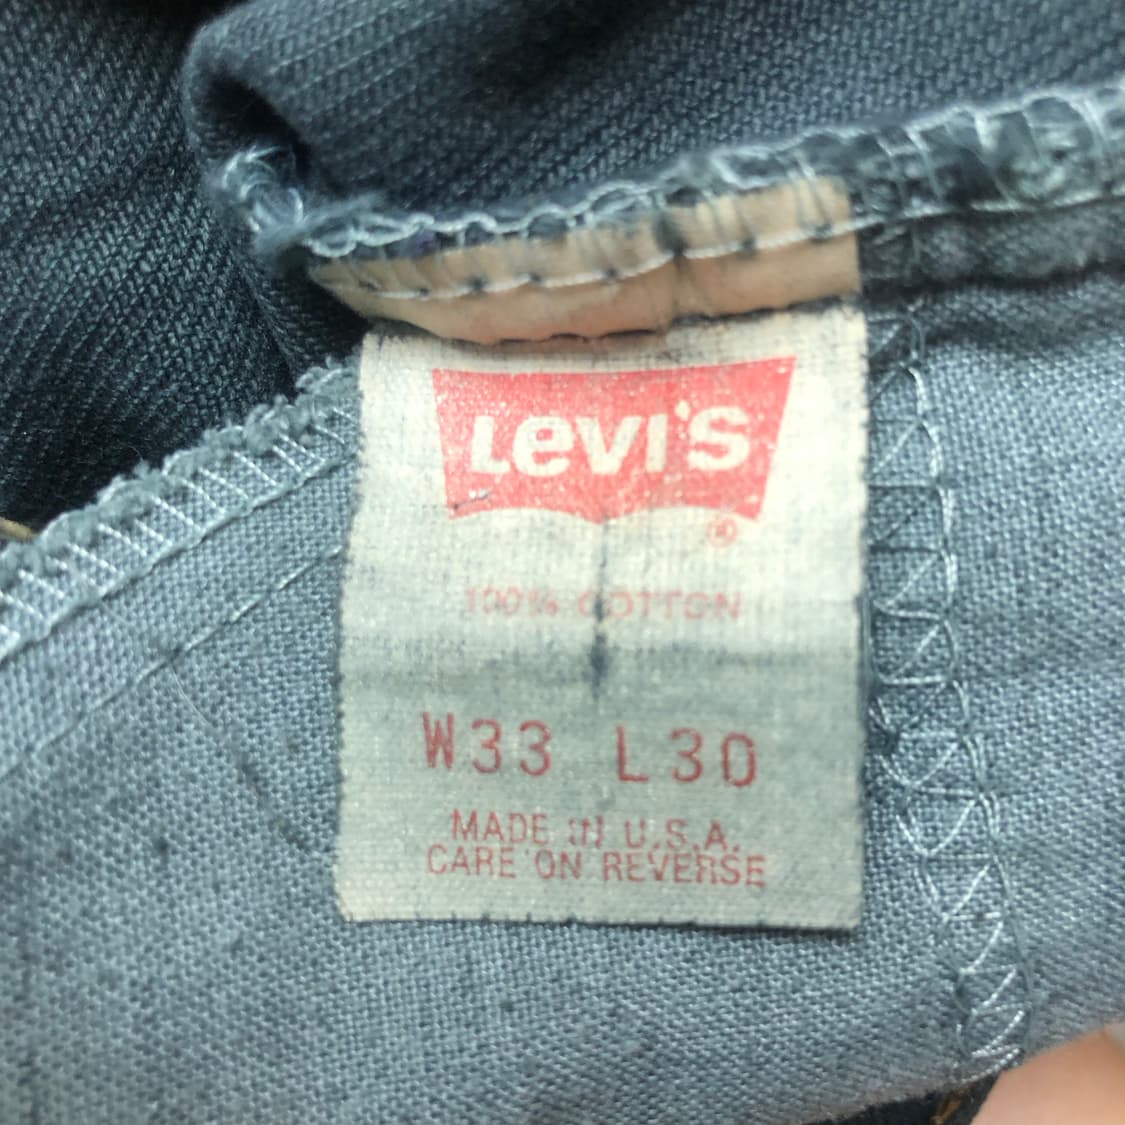 Levi's
®
100% COTTON
W33 L30
MADE IN U.S.A.
CARE ON REVERSE